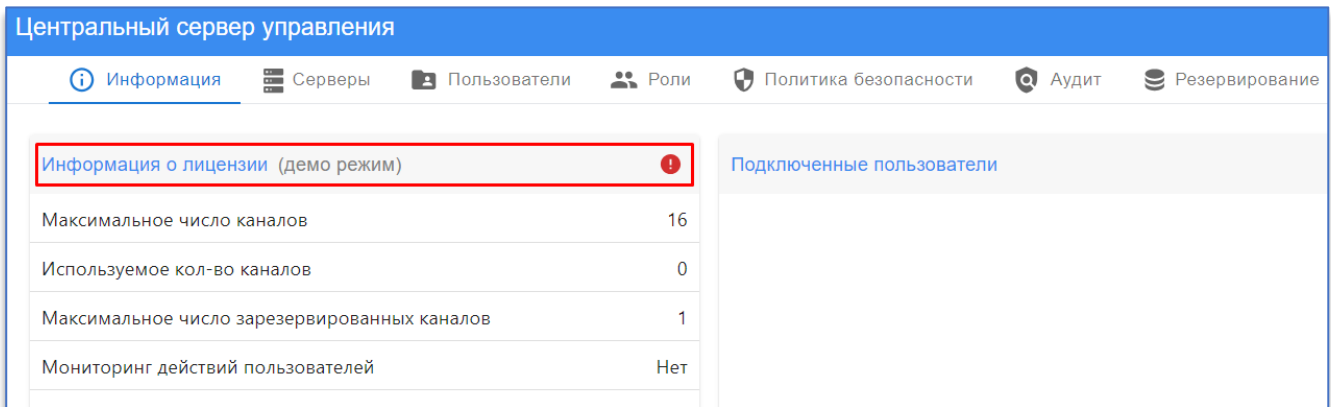 Центральный сервер управления
Информация Серверы Пользователи Роли Политика безопасности Аудит Резервирование
Информация о лицензии (демо режим) Подключенные пользователи
Максимальное число каналов 16
Используемое кол-во каналов 0
Максимальное число зарезервированных каналов 1
Мониторинг действий пользователей Нет